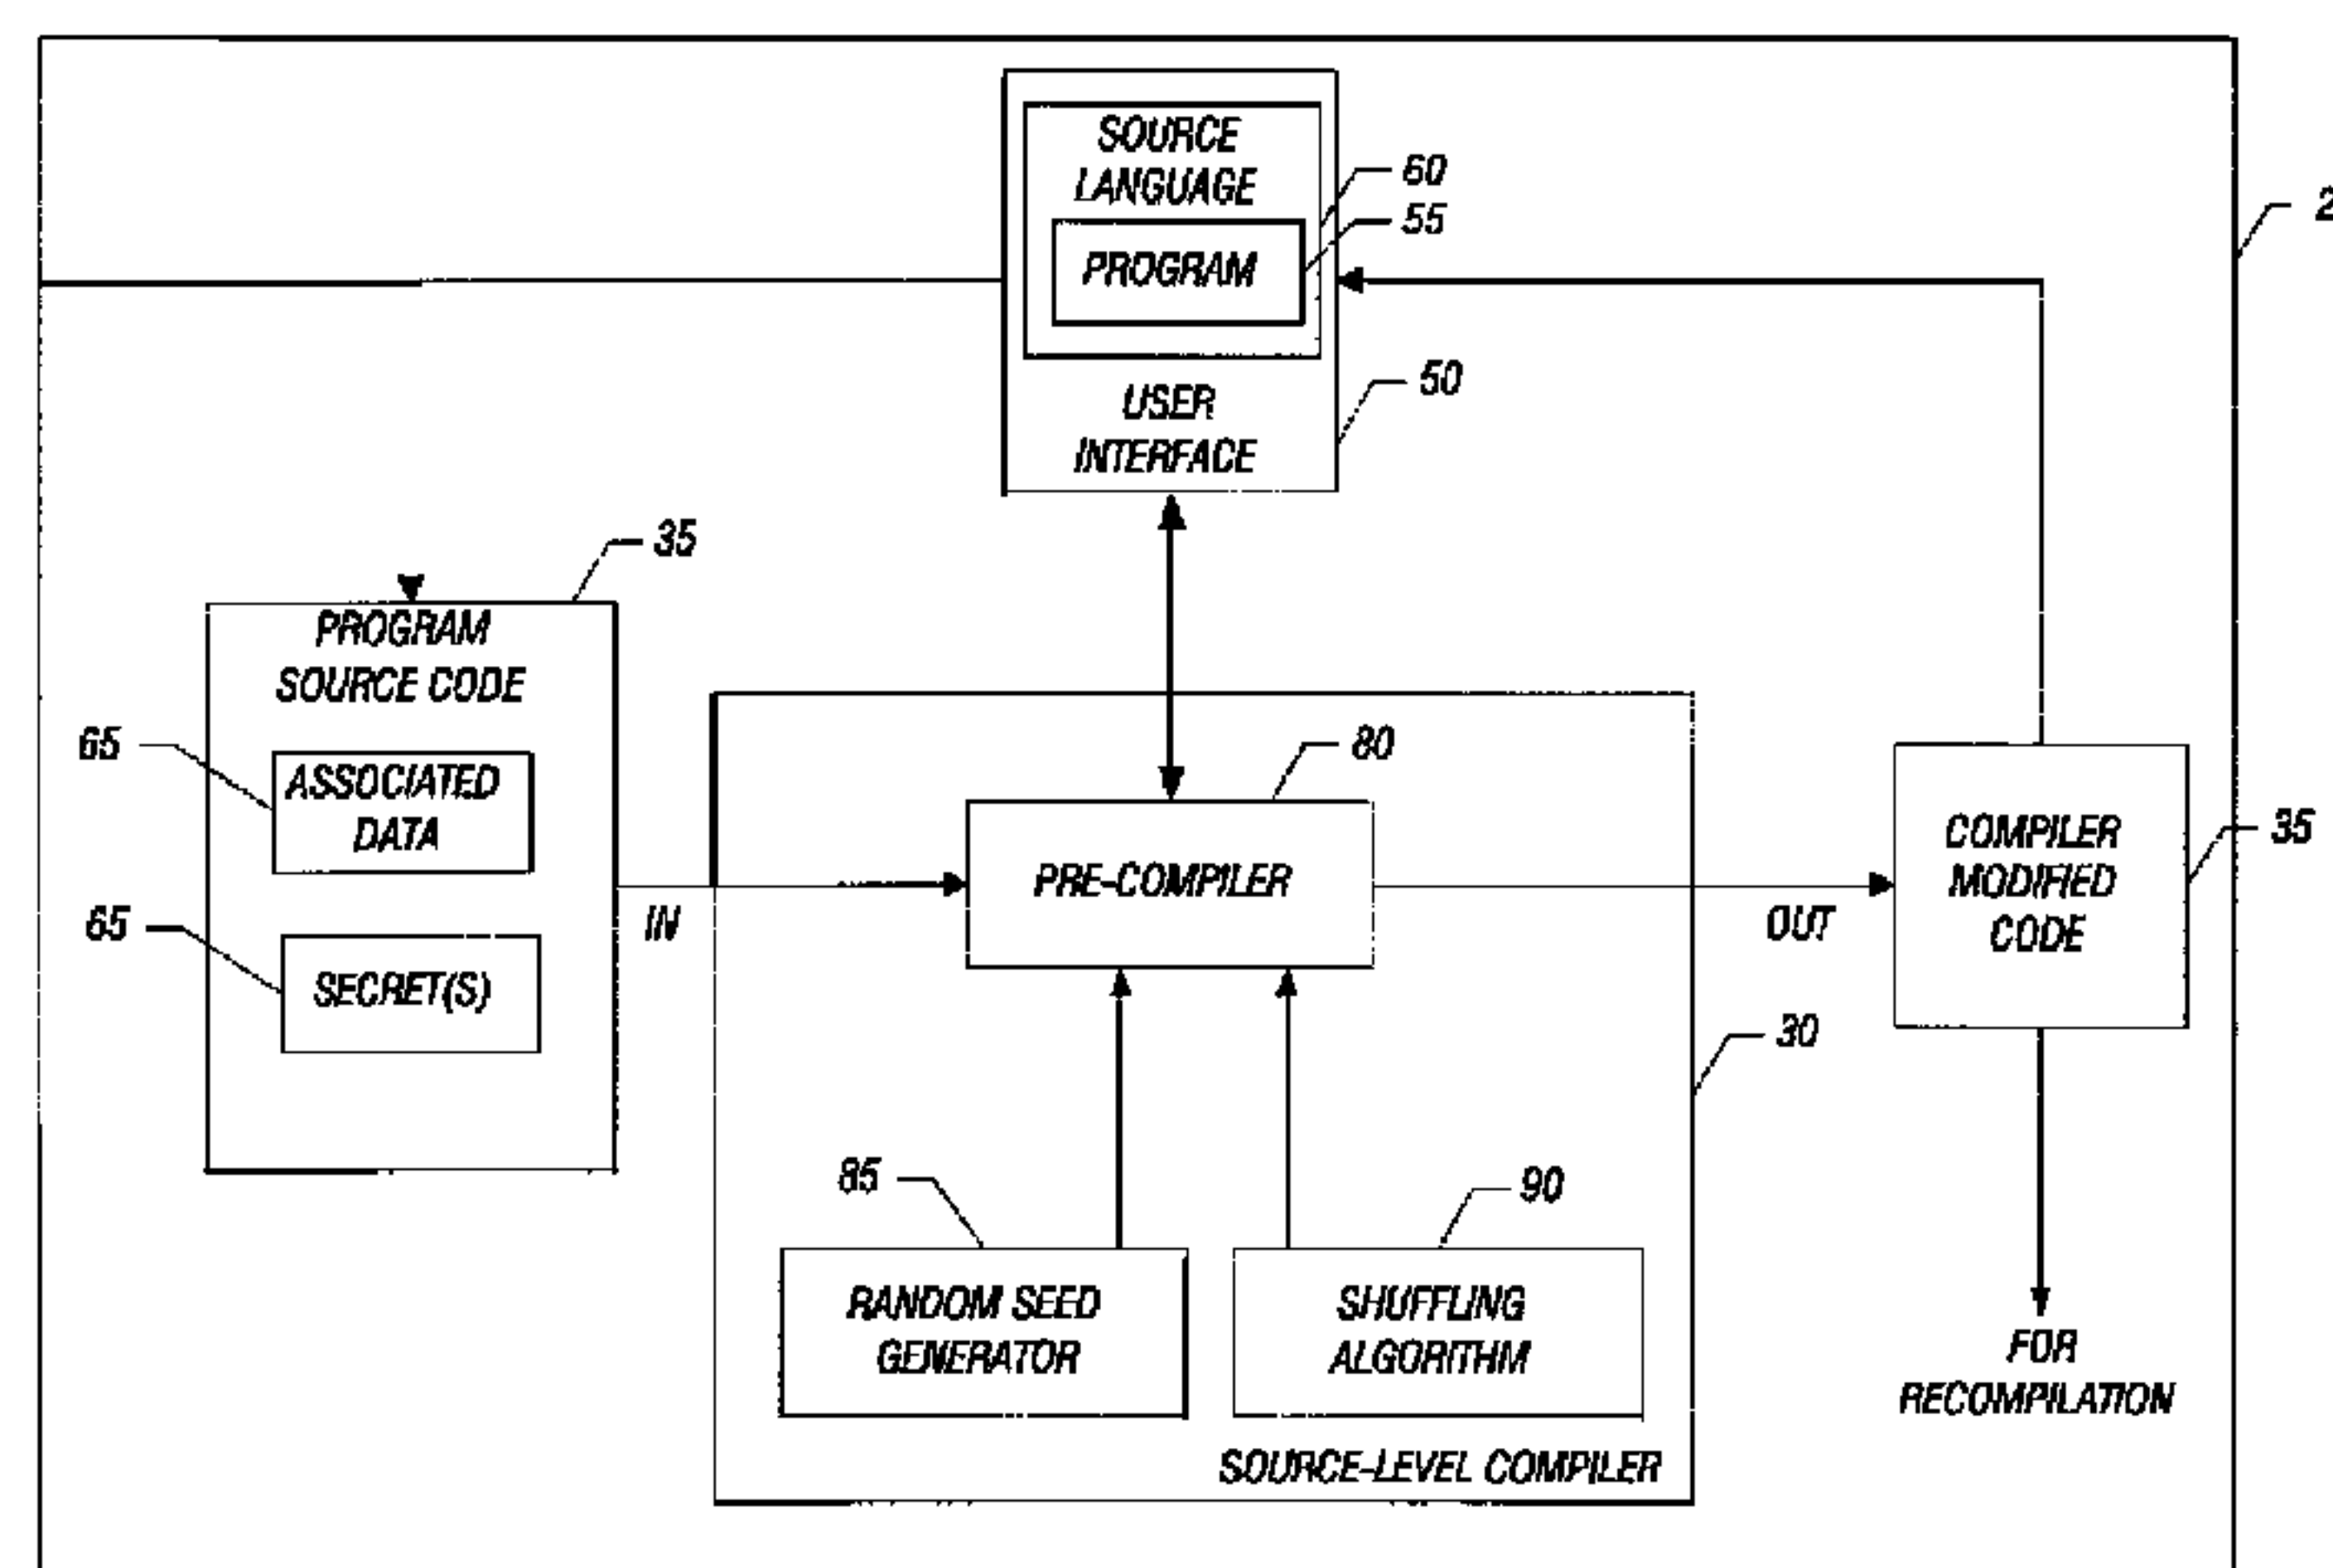 SOURCE
LANGUAGE
60
55
PROGRAM
2
USER
INTERFACE
50
35
PROGRAM
SOURCE CODE
65
ASSOCIATED
DATA
65
SECRET(S)
IN
80
PRE-COMPILER
OUT
COMPILER
MODIFIED
CODE
35
30
85
RANDOM SEED
GENERATOR
90
SHUFFLING
ALGORITHM
SOURCE-LEVEL COMPILER
FOR
RECOMPILATION